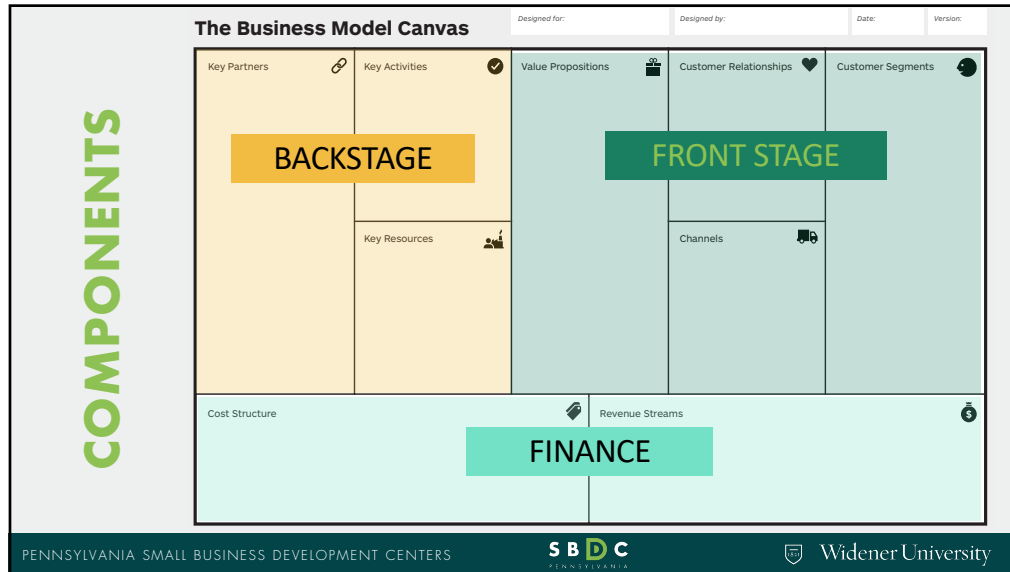 The Business Model Canvas
Designed for:
Designed by:
Date:
Version:
COMPONENTS
Key Partners
Key Activities
Value Propositions
Customer Relationships
Customer Segments
BACKSTAGE
FRONT STAGE
Key Resources
Channels
Cost Structure
Revenue Streams
$
FINANCE
PENNSYLVANIA SMALL BUSINESS DEVELOPMENT CENTERS
SBDC
PENNSYLVANIA
1821
Widener University